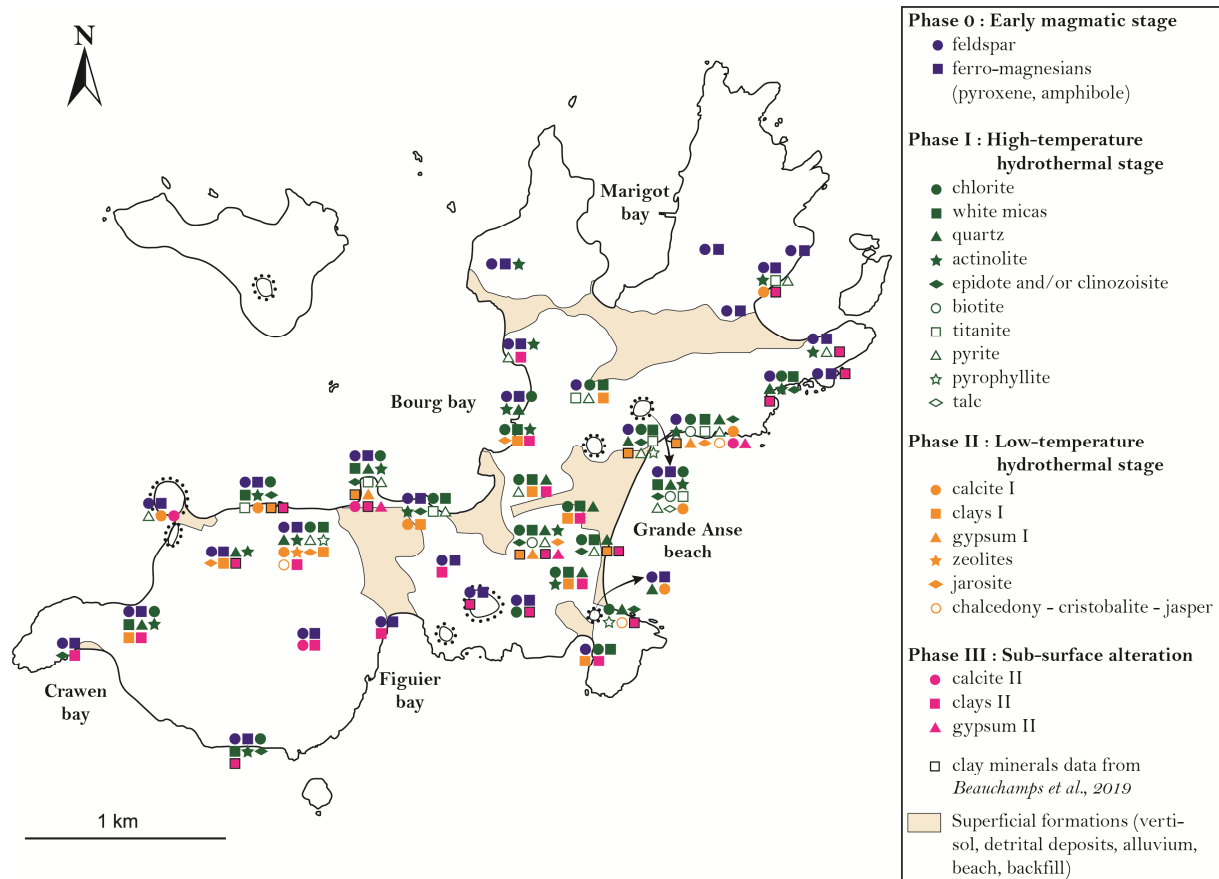 N
Marigot
bay
Bourg bay
Grande Anse
beach
Crawen
bay
Figuier
bay
1 km
Phase 0 : Early magmatic stage
feldspar
ferro-magnesians
(pyroxene, amphibole)
Phase I : High-temperature
hydrothermal stage
chlorite
white micas
quartz
actinolite
epidote and/or clinozoisite
biotite
titanite
pyrite
pyrophyllite
talc
Phase II : Low-temperature
hydrothermal stage
calcite I
clays I
gypsum I
zeolites
jarosite
chalcedony - cristobalite - jasper
Phase III : Sub-surface alteration
calcite II
clays II
gypsum II
clay minerals data from
Beauchamps et al., 2019
Superficial formations (verti-
sol, detrital deposits, alluvium,
beach, backfill)